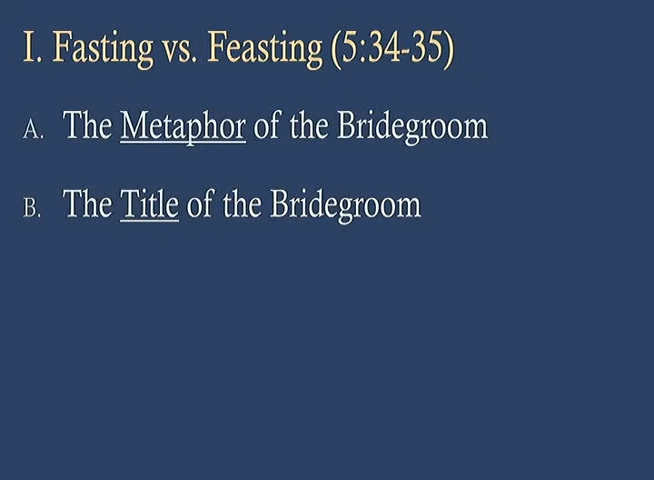 I. Fasting vs. Feasting (5:34-35)
A. The Metaphor of the Bridegroom
B. The Title of the Bridegroom